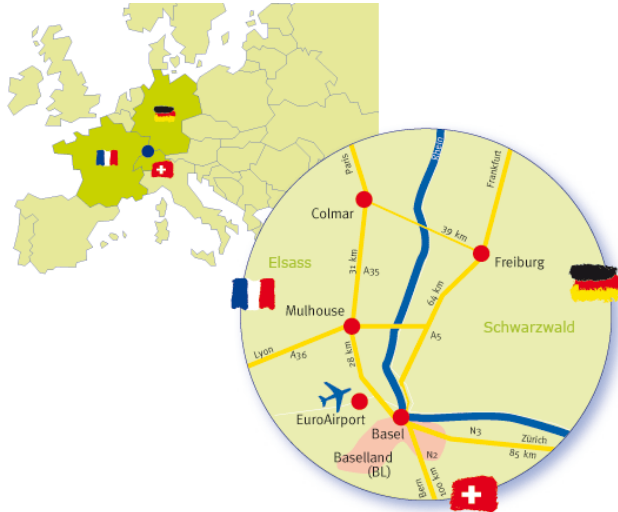 Paris
Rhein
Frankfurt
Colmar
39 km
Freiburg
Elsass
31 km
A35
64 km
Mulhouse
Schwarzwald
A5
Lyon
A36
28 km
EuroAirport
Basel
N3
Zürich
85 km
Baselland
(BL)
N2
Bern
100 km